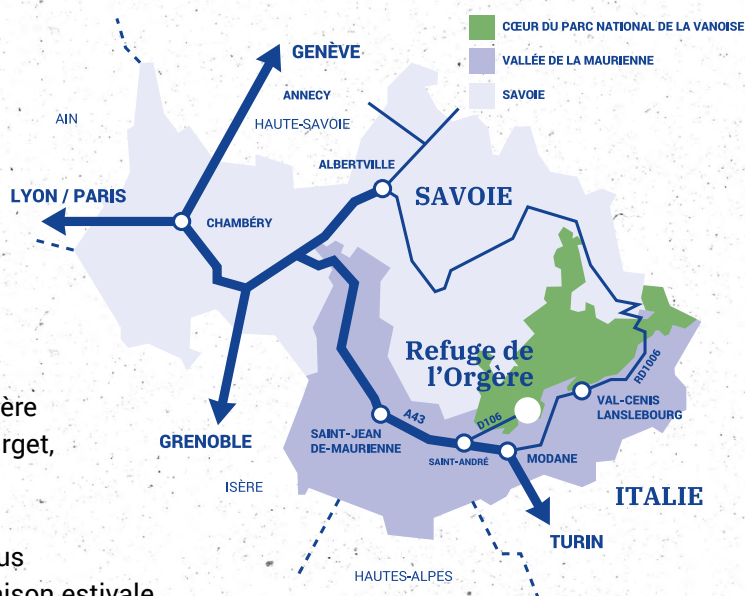 CŒUR DU PARC NATIONAL DE LA VANOISE
VALLÉE DE LA MAURIENNE
SAVOIE
GENÈVE
ANNECY
HAUTE-SAVOIE
AIN
ALBERTVILLE
LYON / PARIS
SAVOIE
CHAMBÉRY
Refuge de
l'Orgère
RD1006
VAL-CENIS
LANSLEBOURG
D106
A43
GRENOBLE
SAINT-JEAN
DE-MAURIENNE
SAINT-ANDRÉ
MODANE
ISÈRE
ITALIE
TURIN
HAUTES-ALPES
ère
rget,
us
aison estivale